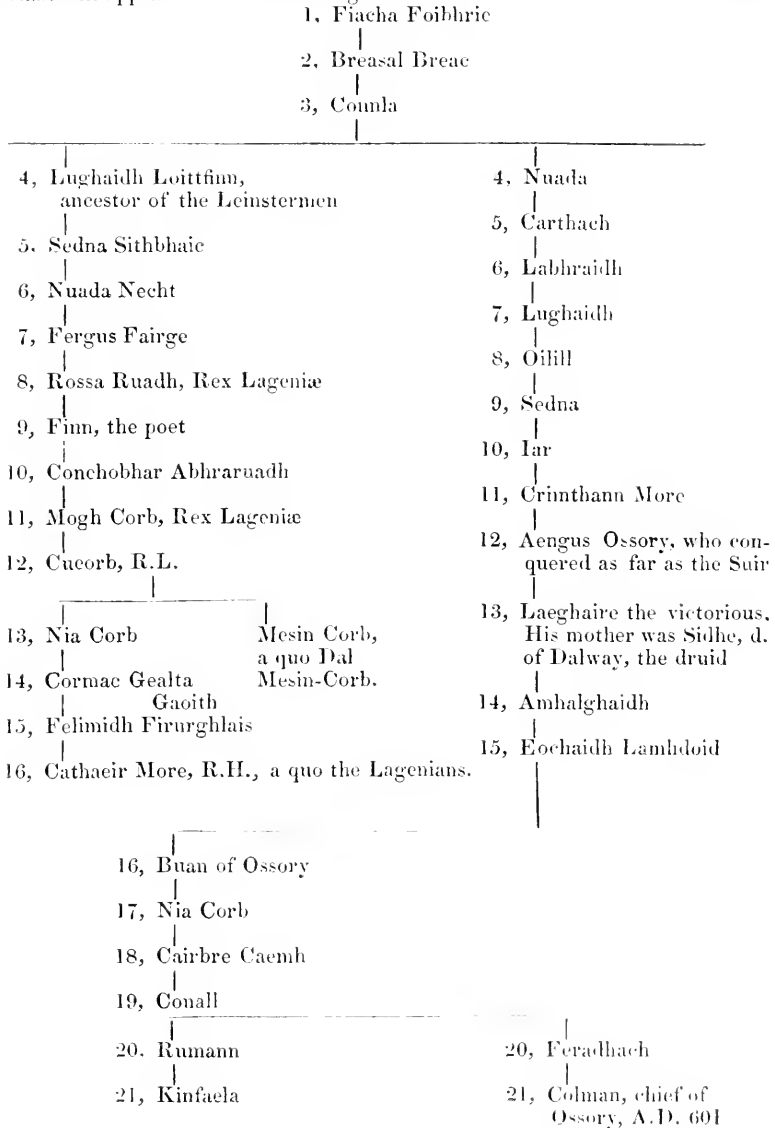 1, Fiacha Foibhric
2, Breasal Breac
3, Connla
4, Lughaidh Loittfinn,
ancestor of the Leinstermen
5. Sedna Sithbhaic
6, Nuada Necht
7, Fergus Fairge
8, Rossa Ruadh, Rex Lageniæ
9, Finn, the poet
10, Conchobhar Abhraruadh
11, Mogh Corb, Rex Lageniæ
12, Cucorb, R.L.
13, Nia Corb
14, Cormac Gealta
Gaoith
15, Felimidh Firurghlais
16, Cathaeir More, R.H., a quo the Lagenians.
Mesin Corb,
a quo Dal
Mesin-Corb.
4, Nuada
5, Carthach
6, Labhraidh
7, Lughaidh
8, Oilill
9, Sedna
10, Iar
11, Crimthann More
12, Aengus Ossory, who con-
quered as far as the Suir
13, Laeghaire the victorious.
His mother was Sidhe, d.
of Dalway, the druid
14, Amhalghaidh
15, Eochaidh Lamhdoid
16, Buan of Ossory
17, Nia Corb
18, Cairbre Caemh
19, Conall
20. Rumann
21, Kinfaela
20, Feradhach
21, Colman, chief of
Ossory, A.D. 601